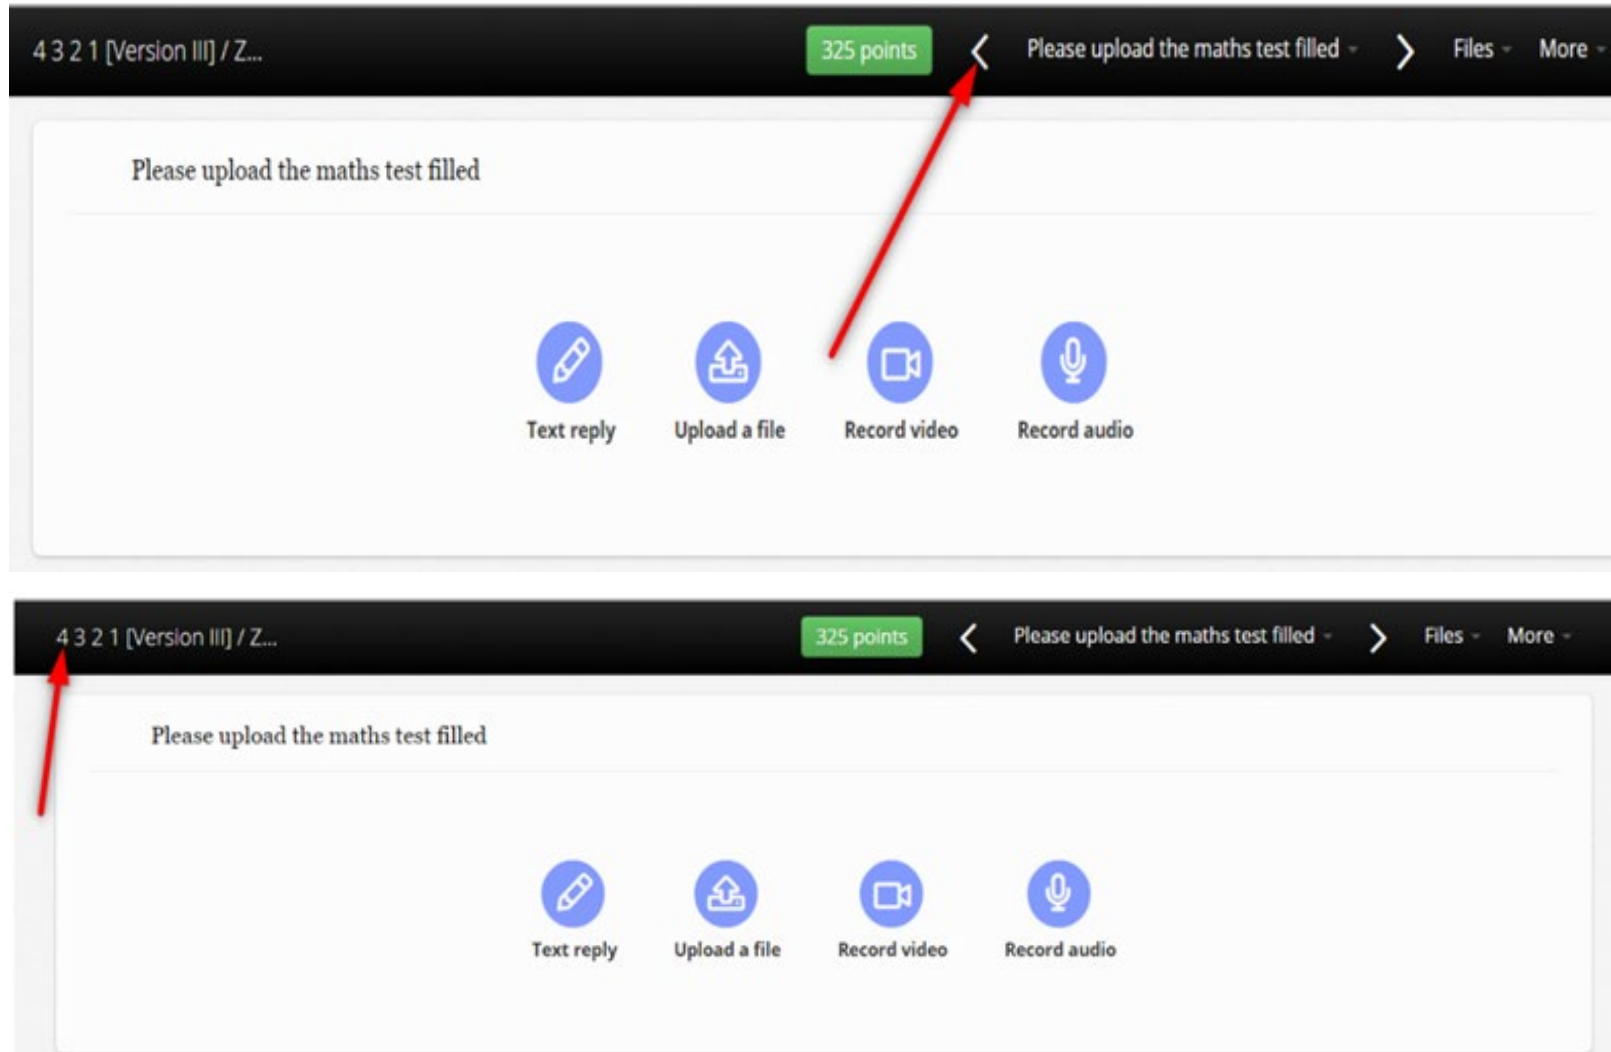 4 3 2 1 [Version III] / Z... 325 points Please upload the maths test filled Files More
Please upload the maths test filled
Text reply Upload a file Record video Record audio
4 3 2 1 [Version III] / Z... 325 points Please upload the maths test filled Files More
Please upload the maths test filled
Text reply Upload a file Record video Record audio